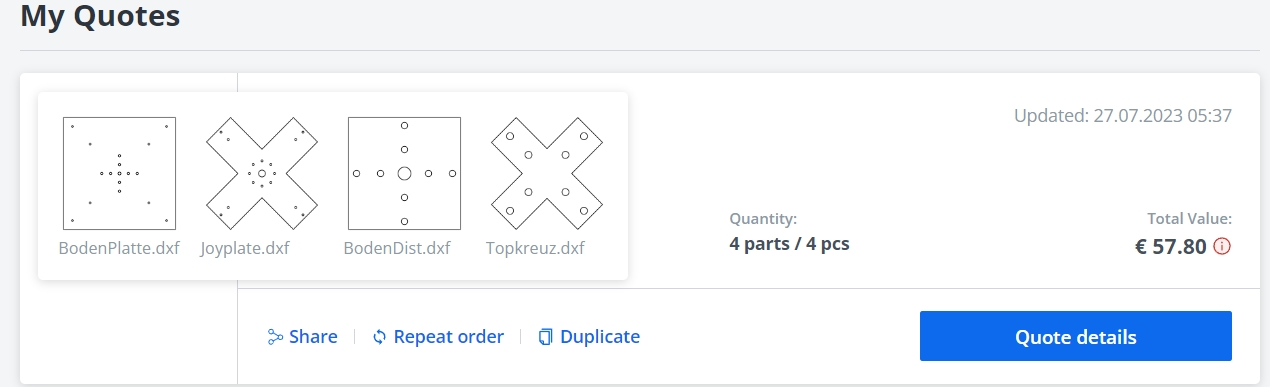 My Quotes
Updated: 27.07.2023 05:37
BodenPlatte.dxf Joyplate.dxf BodenDist.dxf Topkreuz.dxf
Quantity: Total Value:
4 parts / 4 pcs € 57.80
Share Repeat order Duplicate Quote details